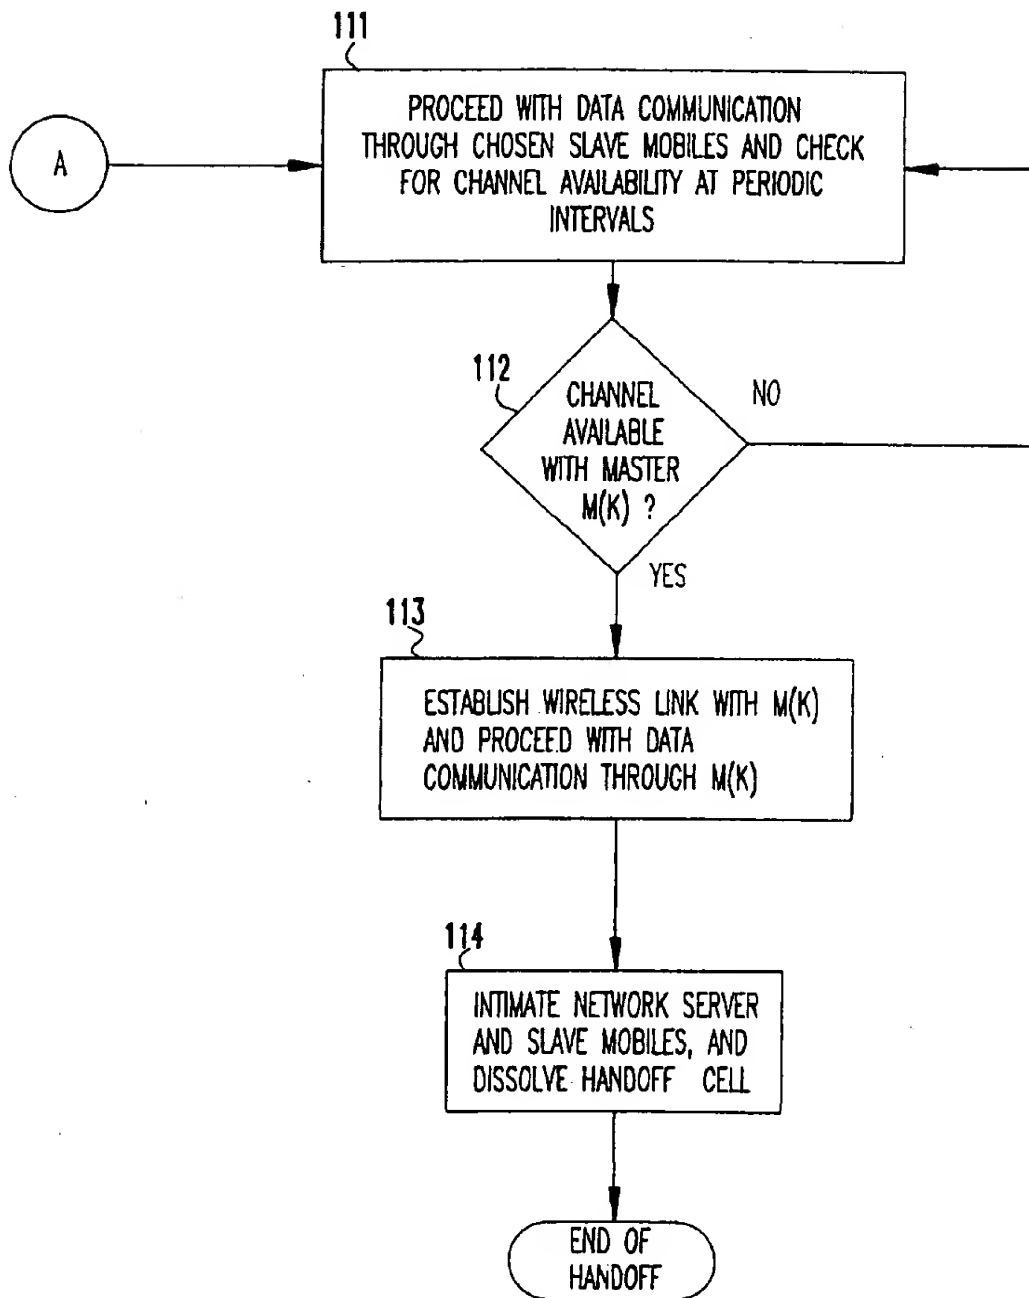 111
PROCEED WITH DATA COMMUNICATION
THROUGH CHOSEN SLAVE MOBILES AND CHECK
FOR CHANNEL AVAILABILITY AT PERIODIC
INTERVALS
A
112
CHANNEL
AVAILABLE
WITH MASTER
M(K) ?
NO
YES
113
ESTABLISH WIRELESS LINK WITH M(K)
AND PROCEED WITH DATA
COMMUNICATION THROUGH M(K)
114
INTIMATE NETWORK SERVER
AND SLAVE MOBILES, AND
DISSOLVE HANDOFF CELL
END OF
HANDOFF